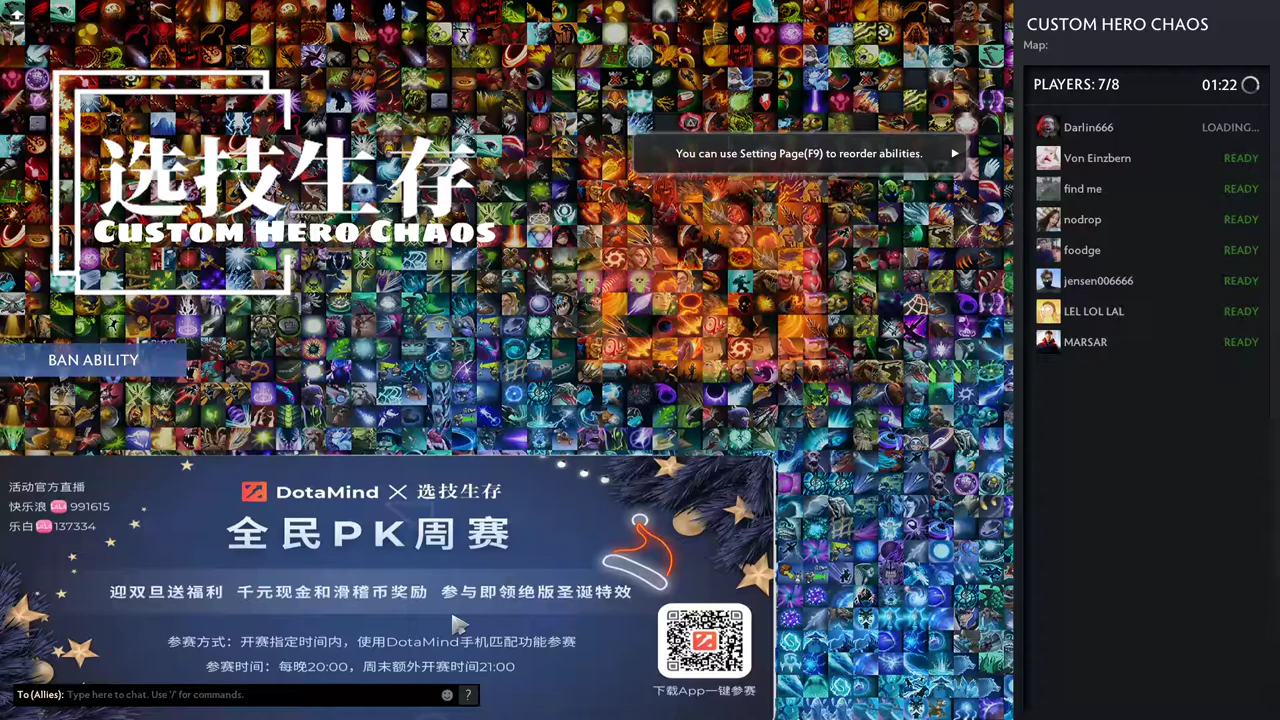 选技生存
CUSTOM HERO CHAOS
You can use Setting Page(F9) to reorder abilities.
BAN ABILITY
活动官方直播
快乐浪 991615
乐白 137334
DotaMind × 选技生存
全民PK周赛
迎双旦送福利 千元现金和滑稽币奖励 参与即领绝版圣诞特效
参赛方式：开赛指定时间内，使用DotaMind手机匹配功能参赛
参赛时间：每晚20:00，周末额外开赛时间21:00
下载App一键参赛
To (Allies): Type here to chat. Use '/' for commands.
?
CUSTOM HERO CHAOS
Map:
PLAYERS: 7/8 01:22
Darlin666 LOADING...
Von Einzbern READY
find me READY
nodrop READY
foodge READY
jensen006666 READY
LEL LOL LAL READY
MARSAR READY